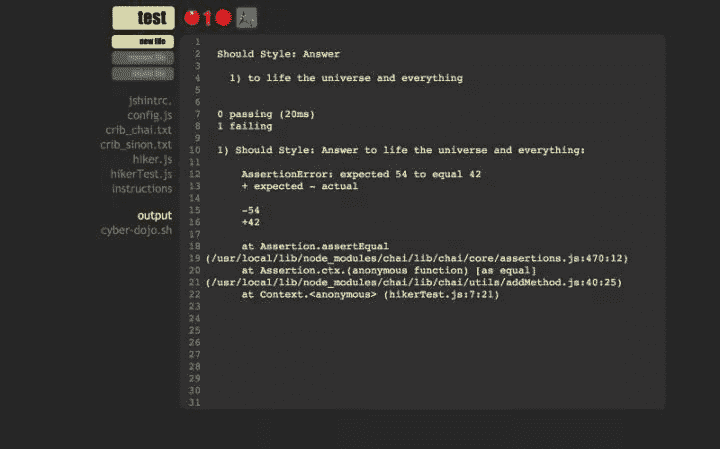 test
1
new file
jshintrc.
config.js
crib_chai.txt
crib_sinon.txt
hiker.js
hikerTest.js
instructions
output
cyber-dojo.sh
1
2 Should Style: Answer
3
4 1) to life the universe and everything
5
6
7 0 passing (20ms)
8 1 failing
9
10 1) Should Style: Answer to life the universe and everything:
11
12 AssertionError: expected 54 to equal 42
13 + expected - actual
14
15 -54
16 +42
17
18 at Assertion.assertEqual
19 (/usr/local/lib/node_modules/chai/lib/chai/core/assertions.js:470:12)
20 at Assertion.ctx.(anonymous function) [as equal]
21 (/usr/local/lib/node_modules/chai/lib/chai/utils/addMethod.js:40:25)
22 at Context.<anonymous> (hikerTest.js:7:21)
23
24
25
26
27
28
29
30
31